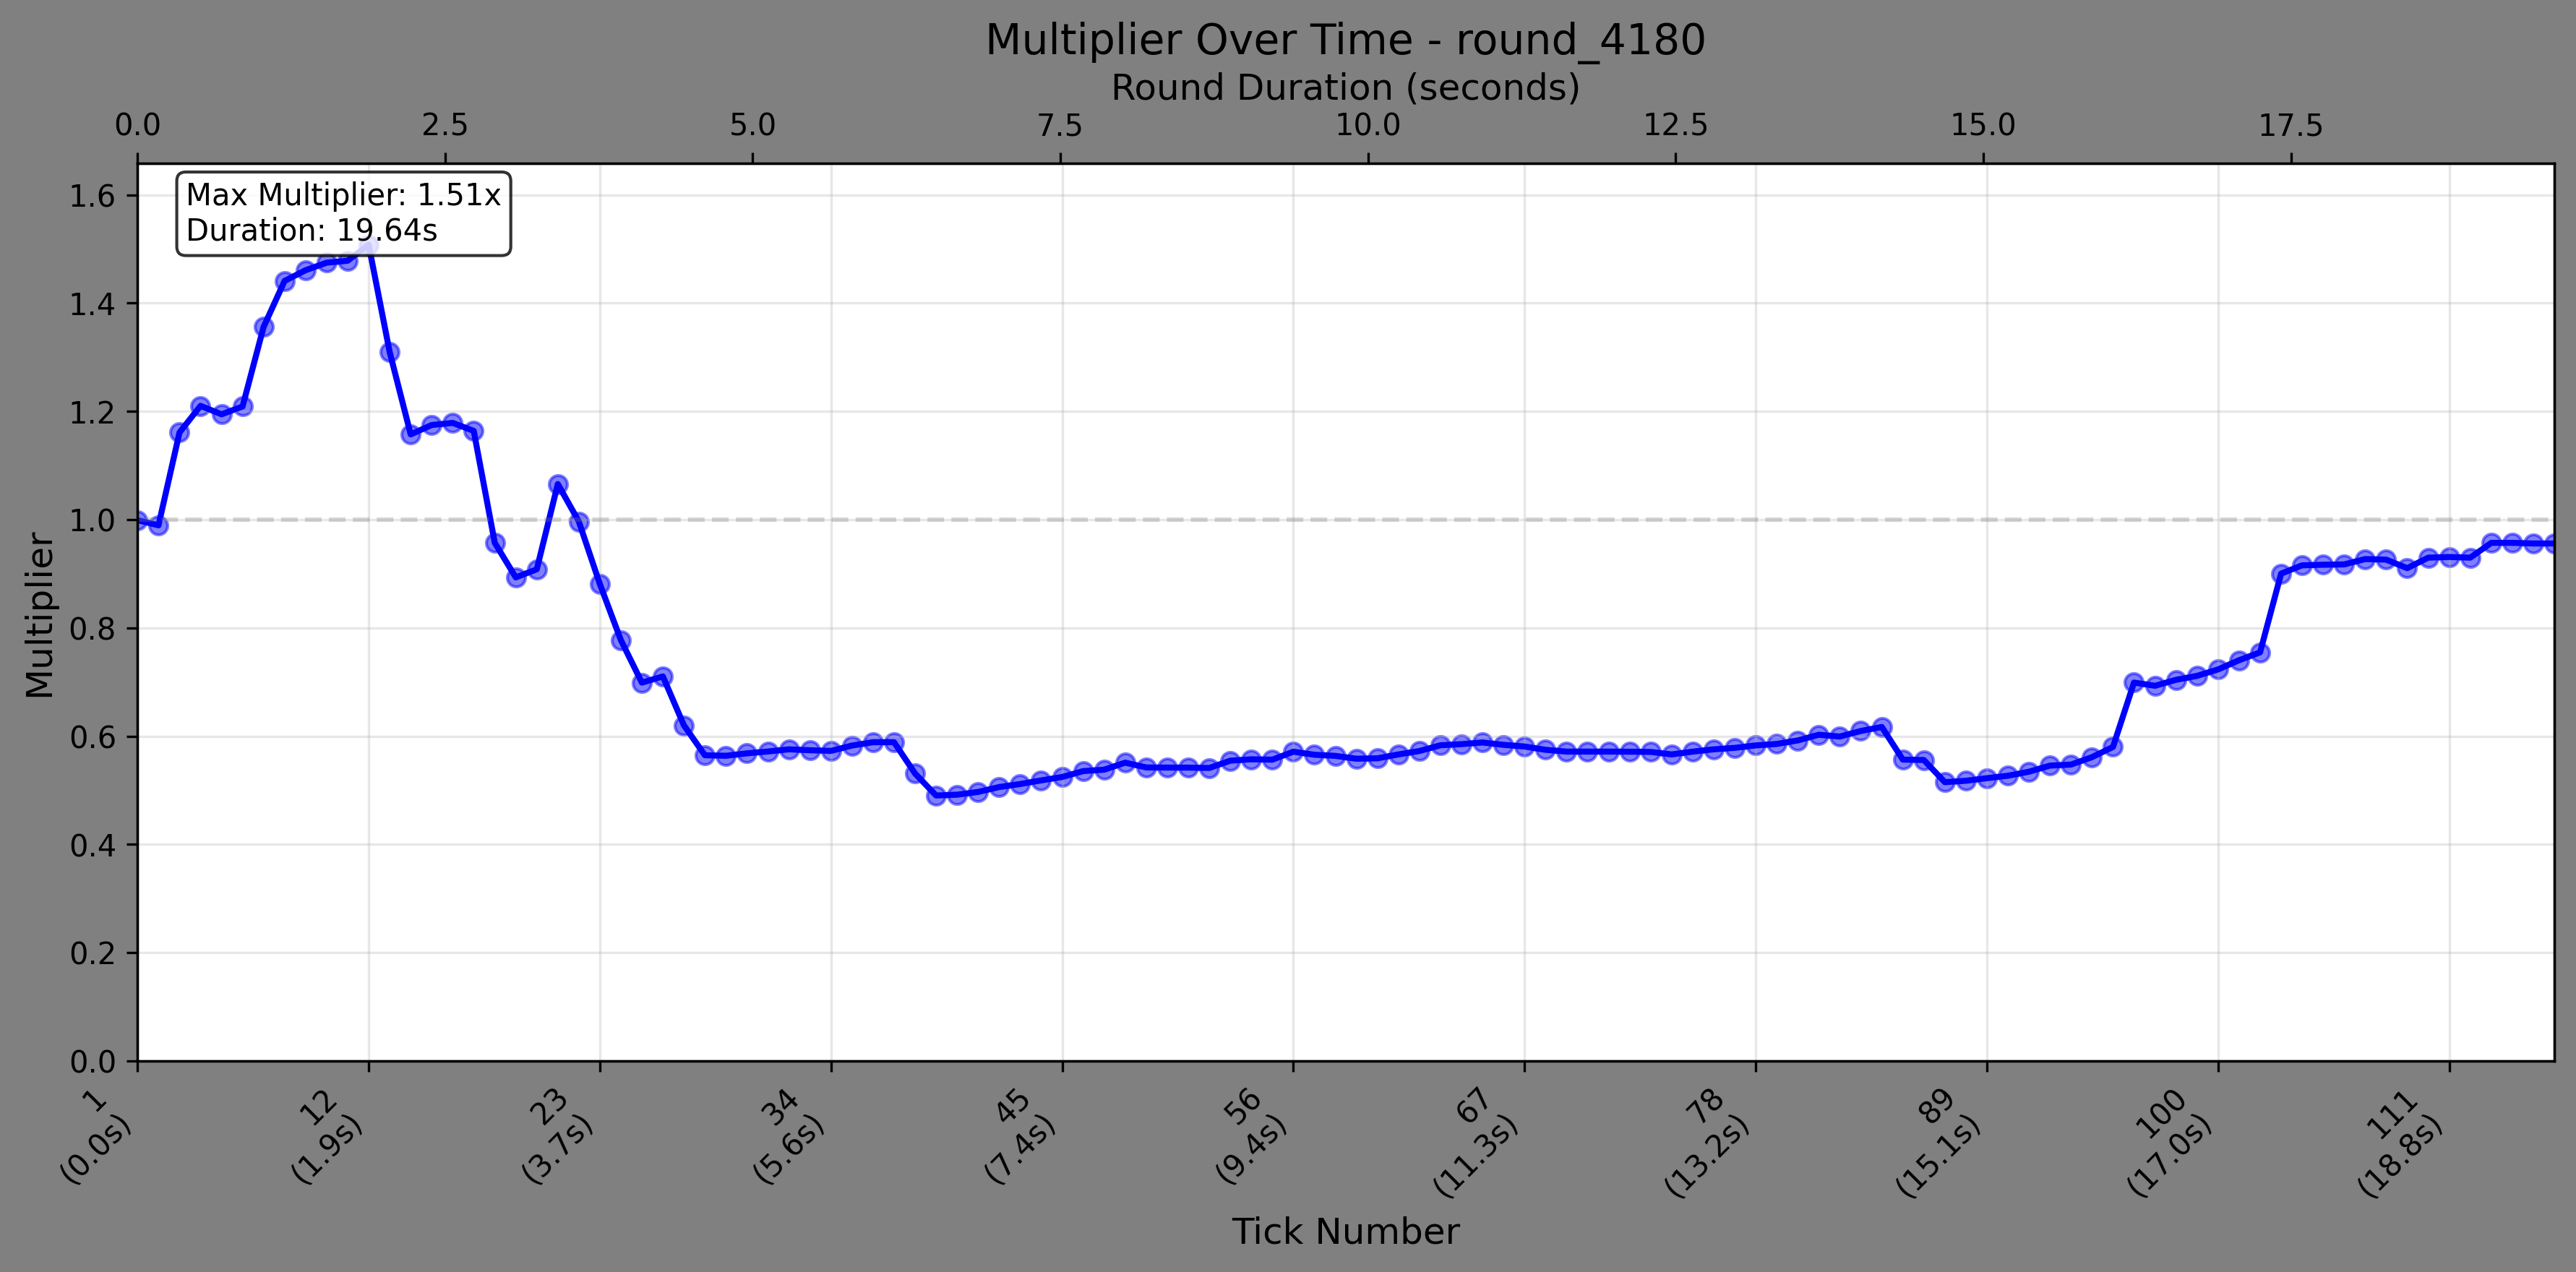 Multiplier Over Time - round_4180
Round Duration (seconds)
0.0 2.5 5.0 7.5 10.0 12.5 15.0 17.5
Max Multiplier: 1.51x
Duration: 19.64s
Multiplier
1.6
1.4
1.2
1.0
0.8
0.6
0.4
0.2
0.0
1 12 23 34 45 56 67 78 89 100 111
(0.0s) (1.9s) (3.7s) (5.6s) (7.4s) (9.4s) (11.3s) (13.2s) (15.1s) (17.0s) (18.8s)
Tick Number